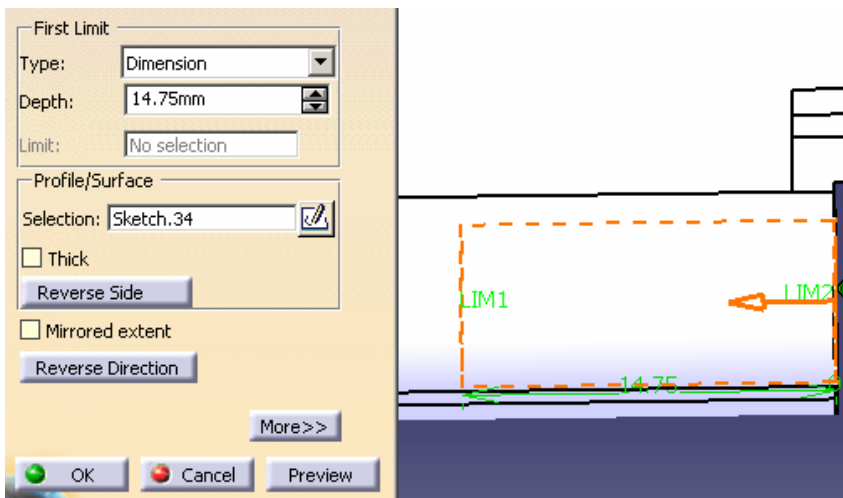 First Limit
Type: Dimension
Depth: 14.75mm
Limit: No selection
Profile/Surface
Selection: Sketch.34
Thick
Reverse Side
Mirrored extent
Reverse Direction
More>>
OK Cancel Preview
LIM1
LIM2
14.75